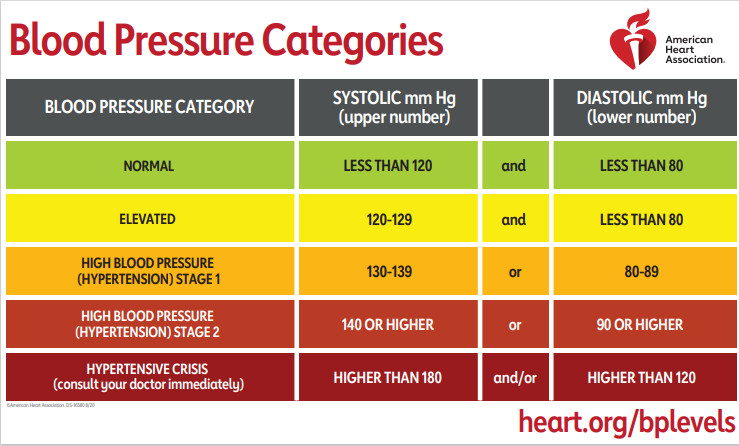 Blood Pressure Categories
American
Heart
Association.
BLOOD PRESSURE CATEGORY
SYSTOLIC mm Hg
(upper number)
DIASTOLIC mm Hg
(lower number)
NORMAL
LESS THAN 120
and
LESS THAN 80
ELEVATED
120-129
and
LESS THAN 80
HIGH BLOOD PRESSURE
(HYPERTENSION) STAGE 1
130-139
or
80-89
HIGH BLOOD PRESSURE
(HYPERTENSION) STAGE 2
140 OR HIGHER
or
90 OR HIGHER
HYPERTENSIVE CRISIS
(consult your doctor immediately)
HIGHER THAN 180
and/or
HIGHER THAN 120
©American Heart Association.
heart.org/bplevels